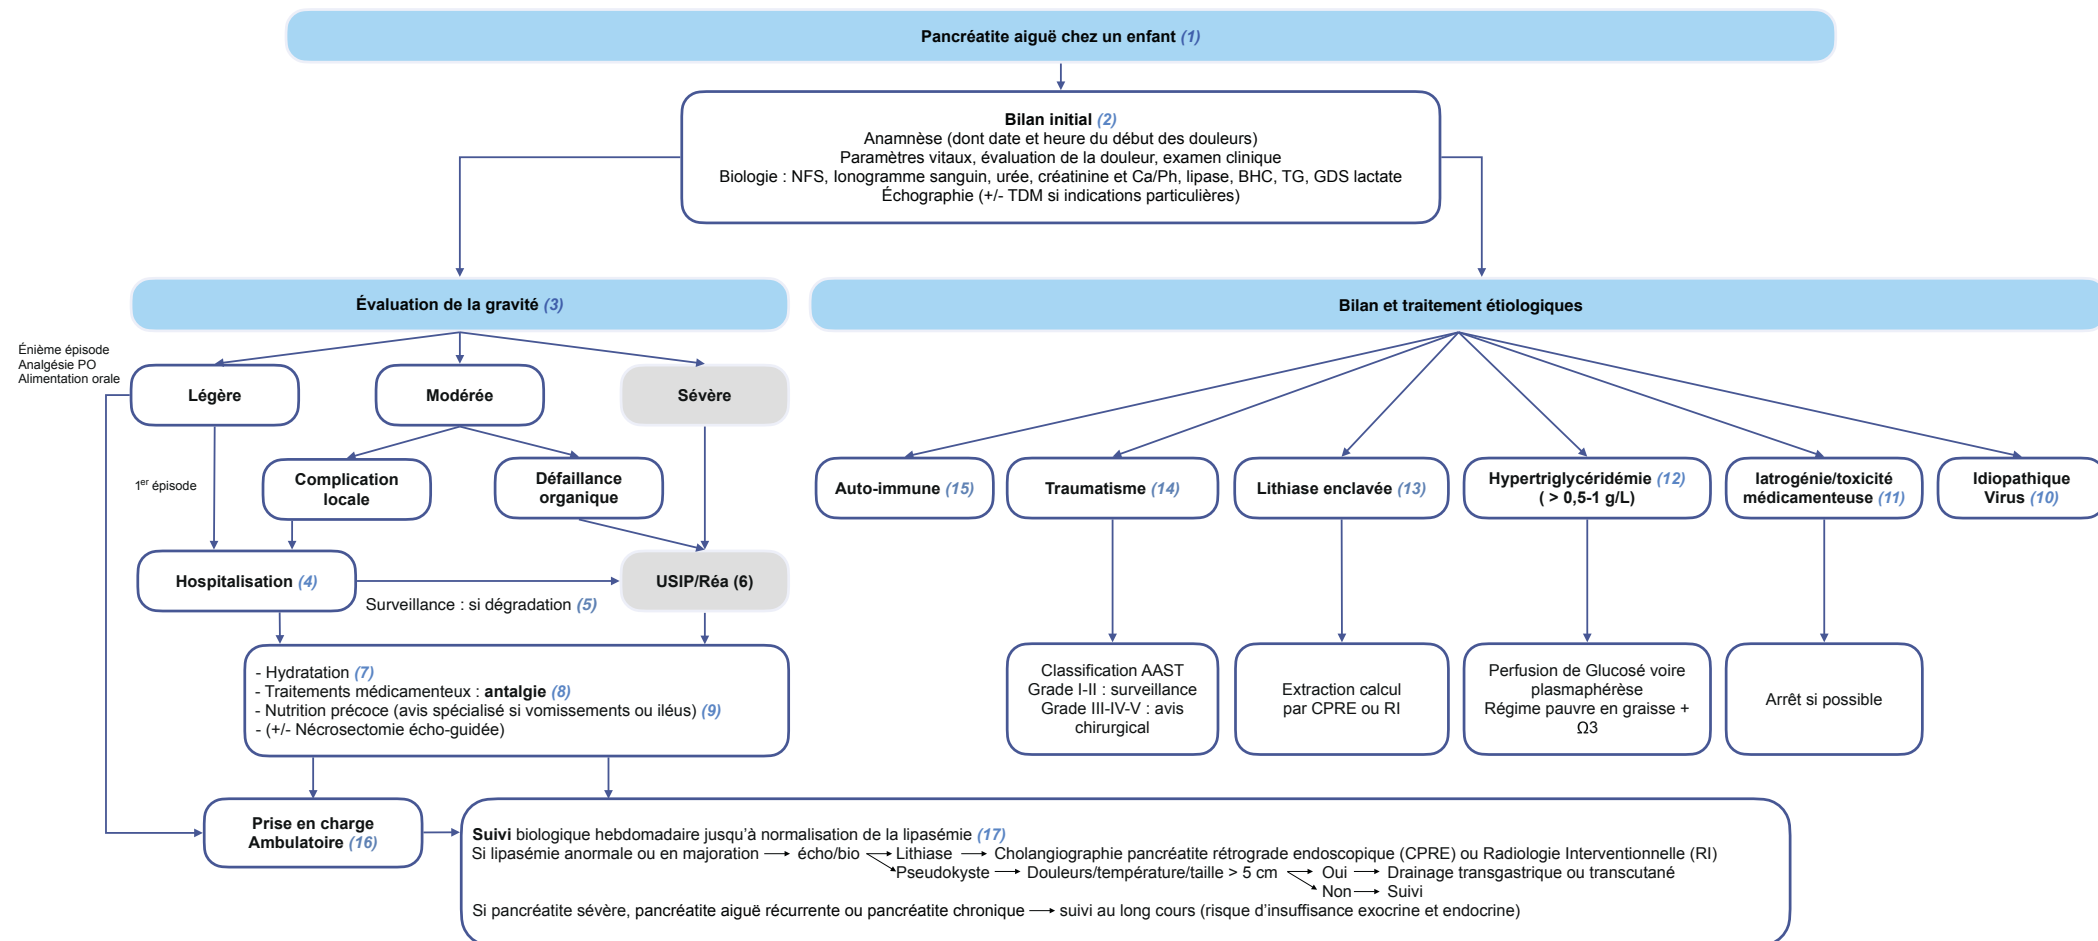 Pancréatite aiguë chez un enfant (1)
Bilan initial (2)
Anamnèse (dont date et heure du début des douleurs)
Paramètres vitaux, évaluation de la douleur, examen clinique
Biologie : NFS, Ionogramme sanguin, urée, créatinine et Ca/Ph, lipase, BHC, TG, GDS lactate
Échographie (+/- TDM si indications particulières)
Évaluation de la gravité (3)
Bilan et traitement étiologiques
Énième épisode
Analgésie PO
Alimentation orale
Légère
Modérée
Sévère
1er épisode
Complication
locale
Défaillance
organique
Auto-immune (15)
Traumatisme (14)
Lithiase enclavée (13)
Hypertriglycéridémie (12)
( > 0,5-1 g/L)
Iatrogénie/toxicité
médicamenteuse (11)
Idiopathique
Virus (10)
Hospitalisation (4)
Surveillance : si dégradation (5)
USIP/Réa (6)
- Hydratation (7)
- Traitements médicamenteux : antalgie (8)
- Nutrition précoce (avis spécialisé si vomissements ou iléus) (9)
- (+/- Nécrosectomie écho-guidée)
Classification AAST
Grade I-II : surveillance
Grade III-IV-V : avis
chirurgical
Extraction calcul
par CPRE ou RI
Perfusion de Glucosé voire
plasmaphérèse
Régime pauvre en graisse +
Ω3
Arrêt si possible
Prise en charge
Ambulatoire (16)
Suivi biologique hebdomadaire jusqu'à normalisation de la lipasémie (17)
Si lipasémie anormale ou en majoration → écho/bio → Lithiase → Cholangiographie pancréatite rétrograde endoscopique (CPRE) ou Radiologie Interventionnelle (RI)
Pseudokyste → Douleurs/température/taille > 5 cm → Oui → Drainage transgastrique ou transcutané
Non → Suivi
Si pancréatite sévère, pancréatite aiguë récurrente ou pancréatite chronique → suivi au long cours (risque d'insuffisance exocrine et endocrine)